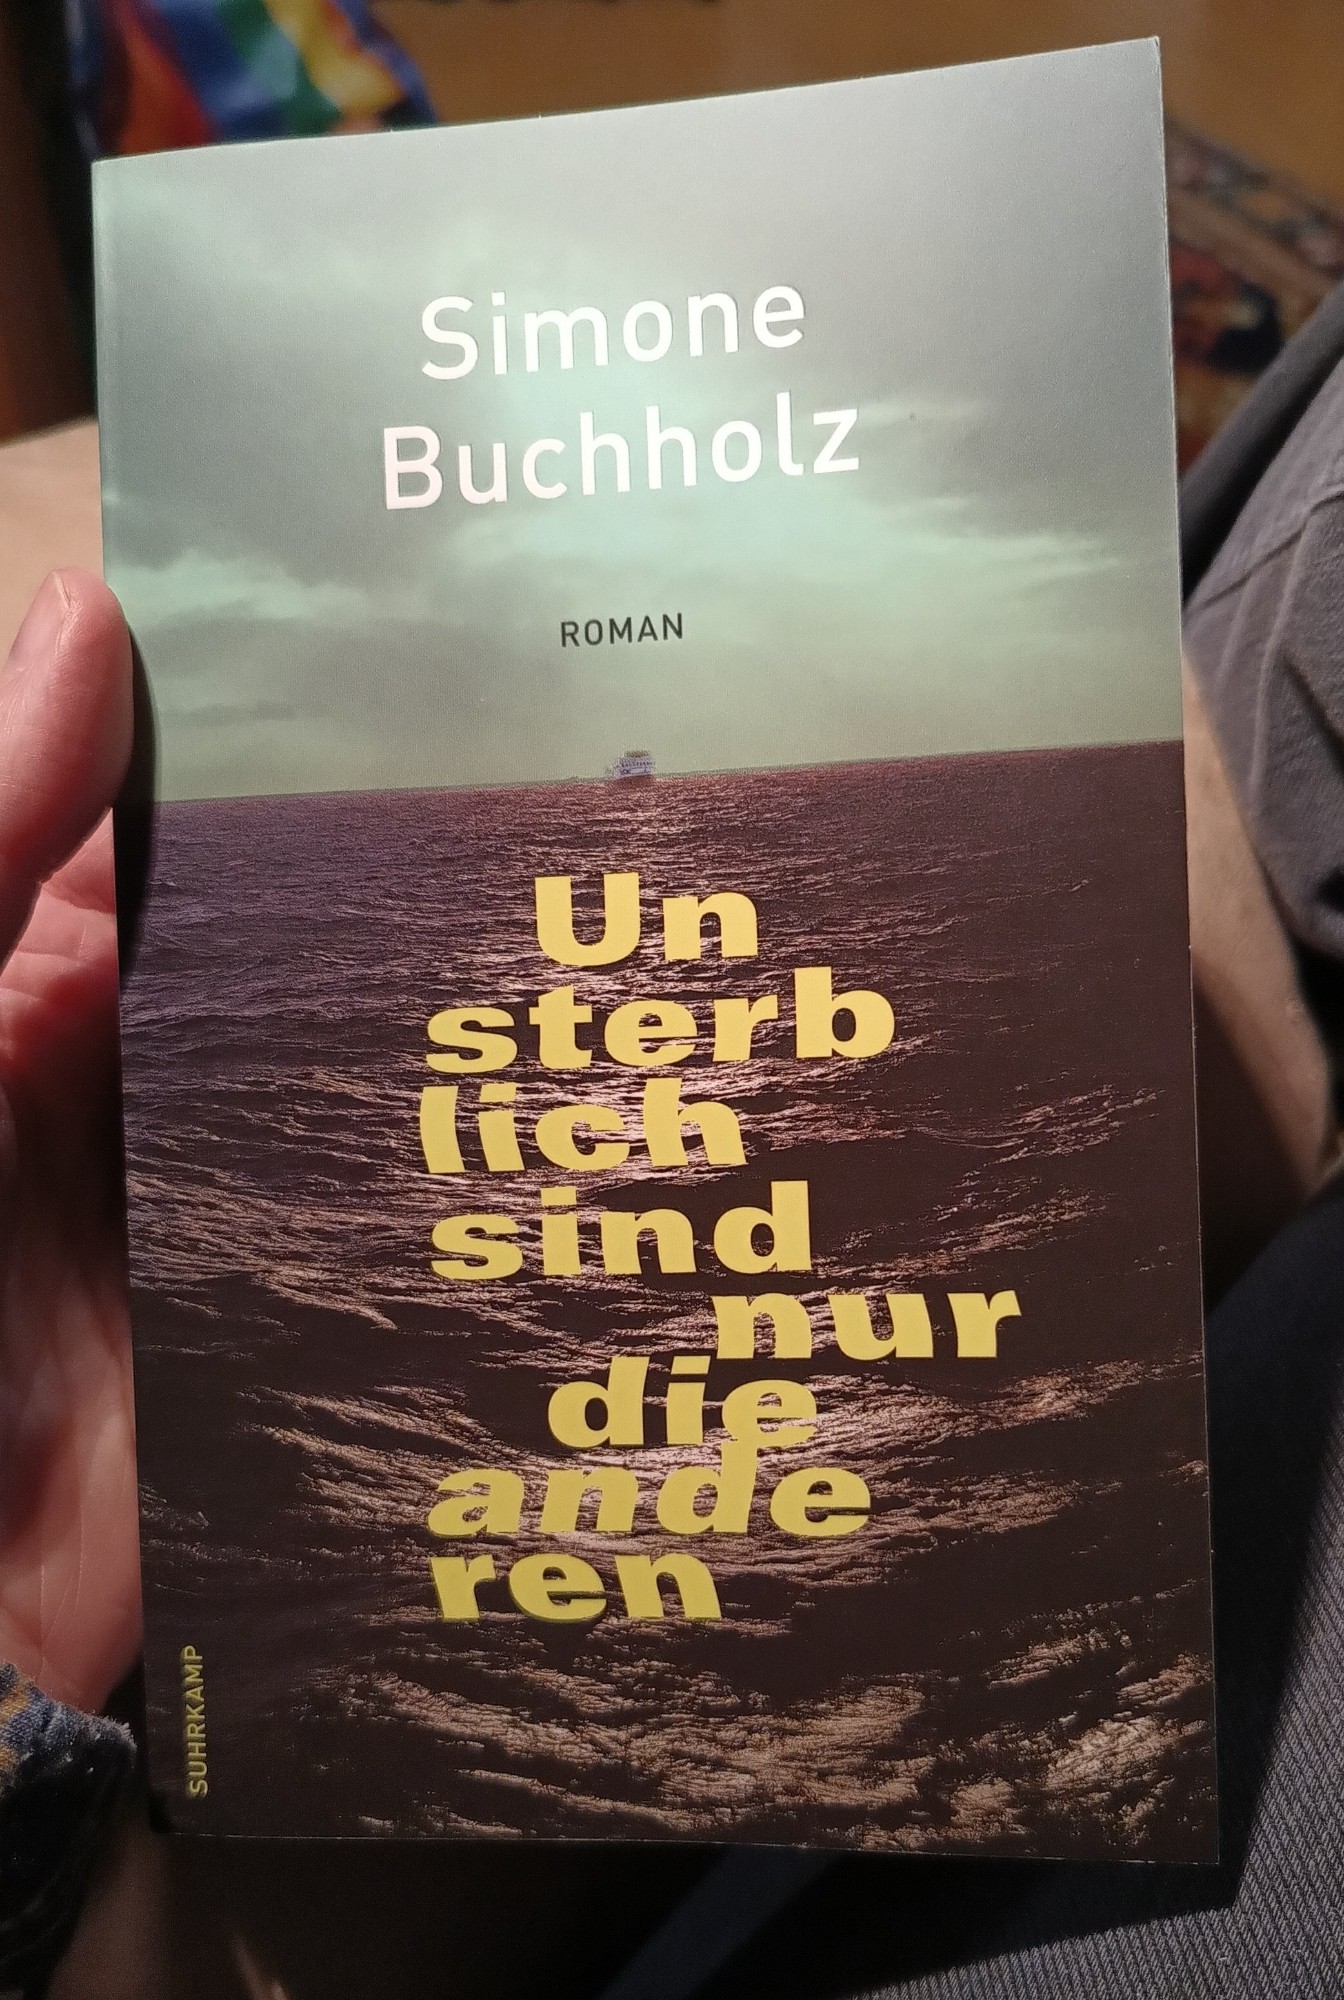 Simone
Buchholz
ROMAN
Un
sterb
lich
sind
nur
die
ande
ren
SUHRKAMP